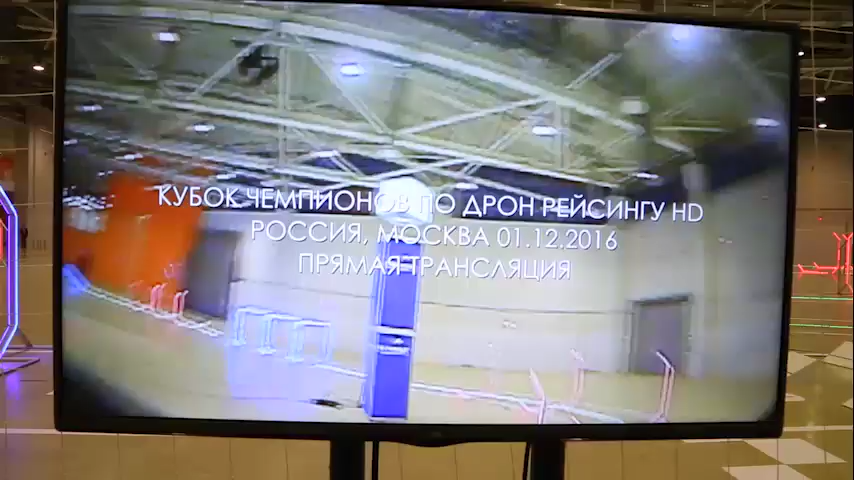 КУБОК ЧЕМПИОНОВ ПО ДРОН РЕЙСИНГУ HD
РОССИЯ, МОСКВА 01.12.2016
ПРЯМАЯ ТРАНСЛЯЦИЯ